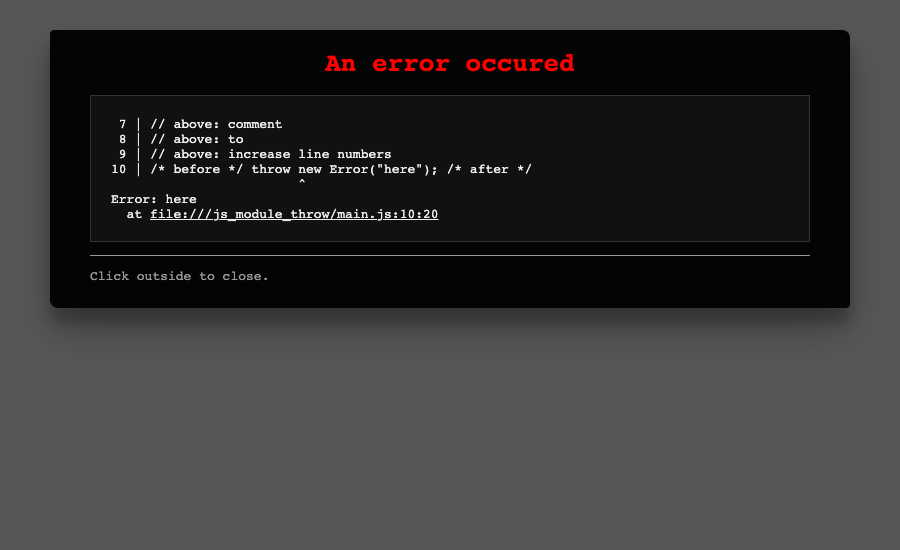 An error occured
7 | // above: comment
8 | // above: to
9 | // above: increase line numbers
10 | /* before */ throw new Error("here"); /* after */
^
Error: here
at file:///js_module_throw/main.js:10:20
Click outside to close.